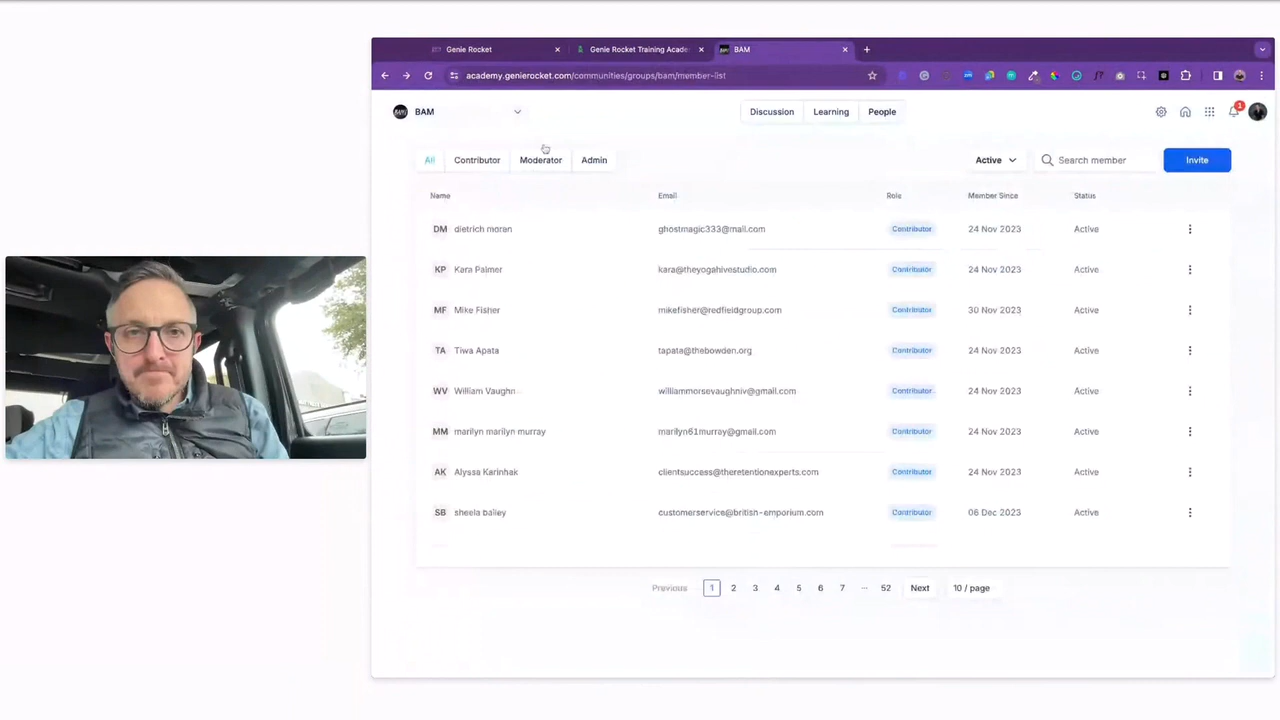 Genie Rocket
Genie Rocket Training Acade
BAM
academy.genierocket.com/communities/groups/bam/member-list
BAM
Discussion Learning People
1
All Contributor Moderator Admin
Active
Search member
Invite
Name Email Role Member Since Status
DM dietrich moren ghostmagic333@mail.com Contributor 24 Nov 2023 Active
KP Kara Palmer kara@theyogahivestudio.com Contributor 24 Nov 2023 Active
MF Mike Fisher mikefisher@redfieldgroup.com Contributor 30 Nov 2023 Active
TA Tiwa Apata tapata@thebowden.org Contributor 24 Nov 2023 Active
WV William Vaughn williammorsevaughniv@gmail.com Contributor 24 Nov 2023 Active
MM marilyn marilyn murray marilyn61murray@gmail.com Contributor 24 Nov 2023 Active
AK Alyssa Karinhak clientsuccess@theretentionexperts.com Contributor 24 Nov 2023 Active
SB sheela bailey customerservice@british-emporium.com Contributor 06 Dec 2023 Active
Previous 1 2 3 4 5 6 7 ··· 52 Next 10 / page